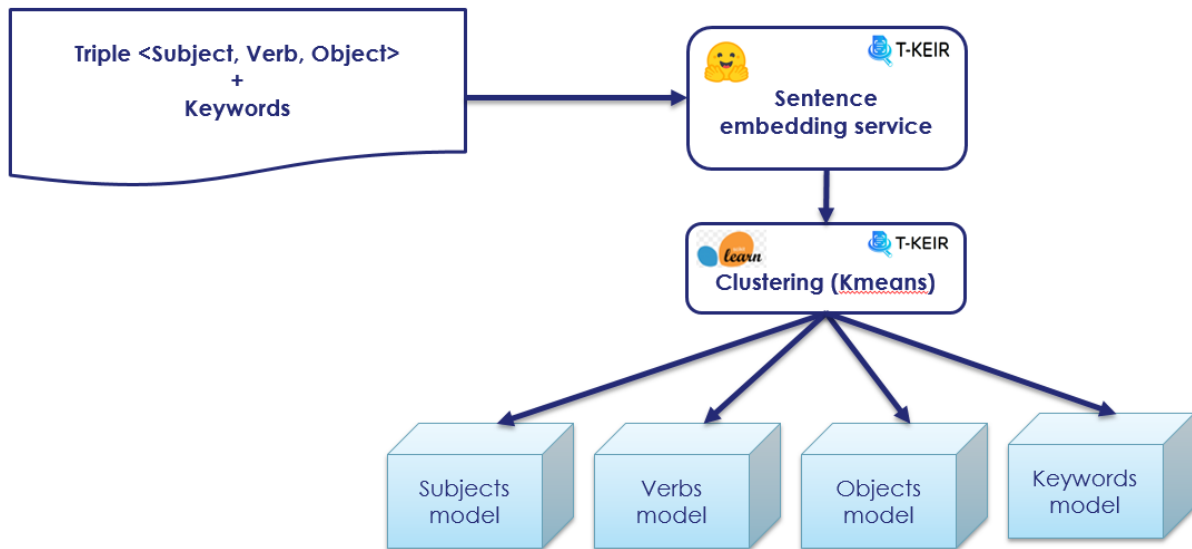 Triple <Subject, Verb, Object>
+
Keywords
T-KEIR
Sentence
embedding service
learn
T-KEIR
Clustering (Kmeans)
Subjects
model
Verbs
model
Objects
model
Keywords
model